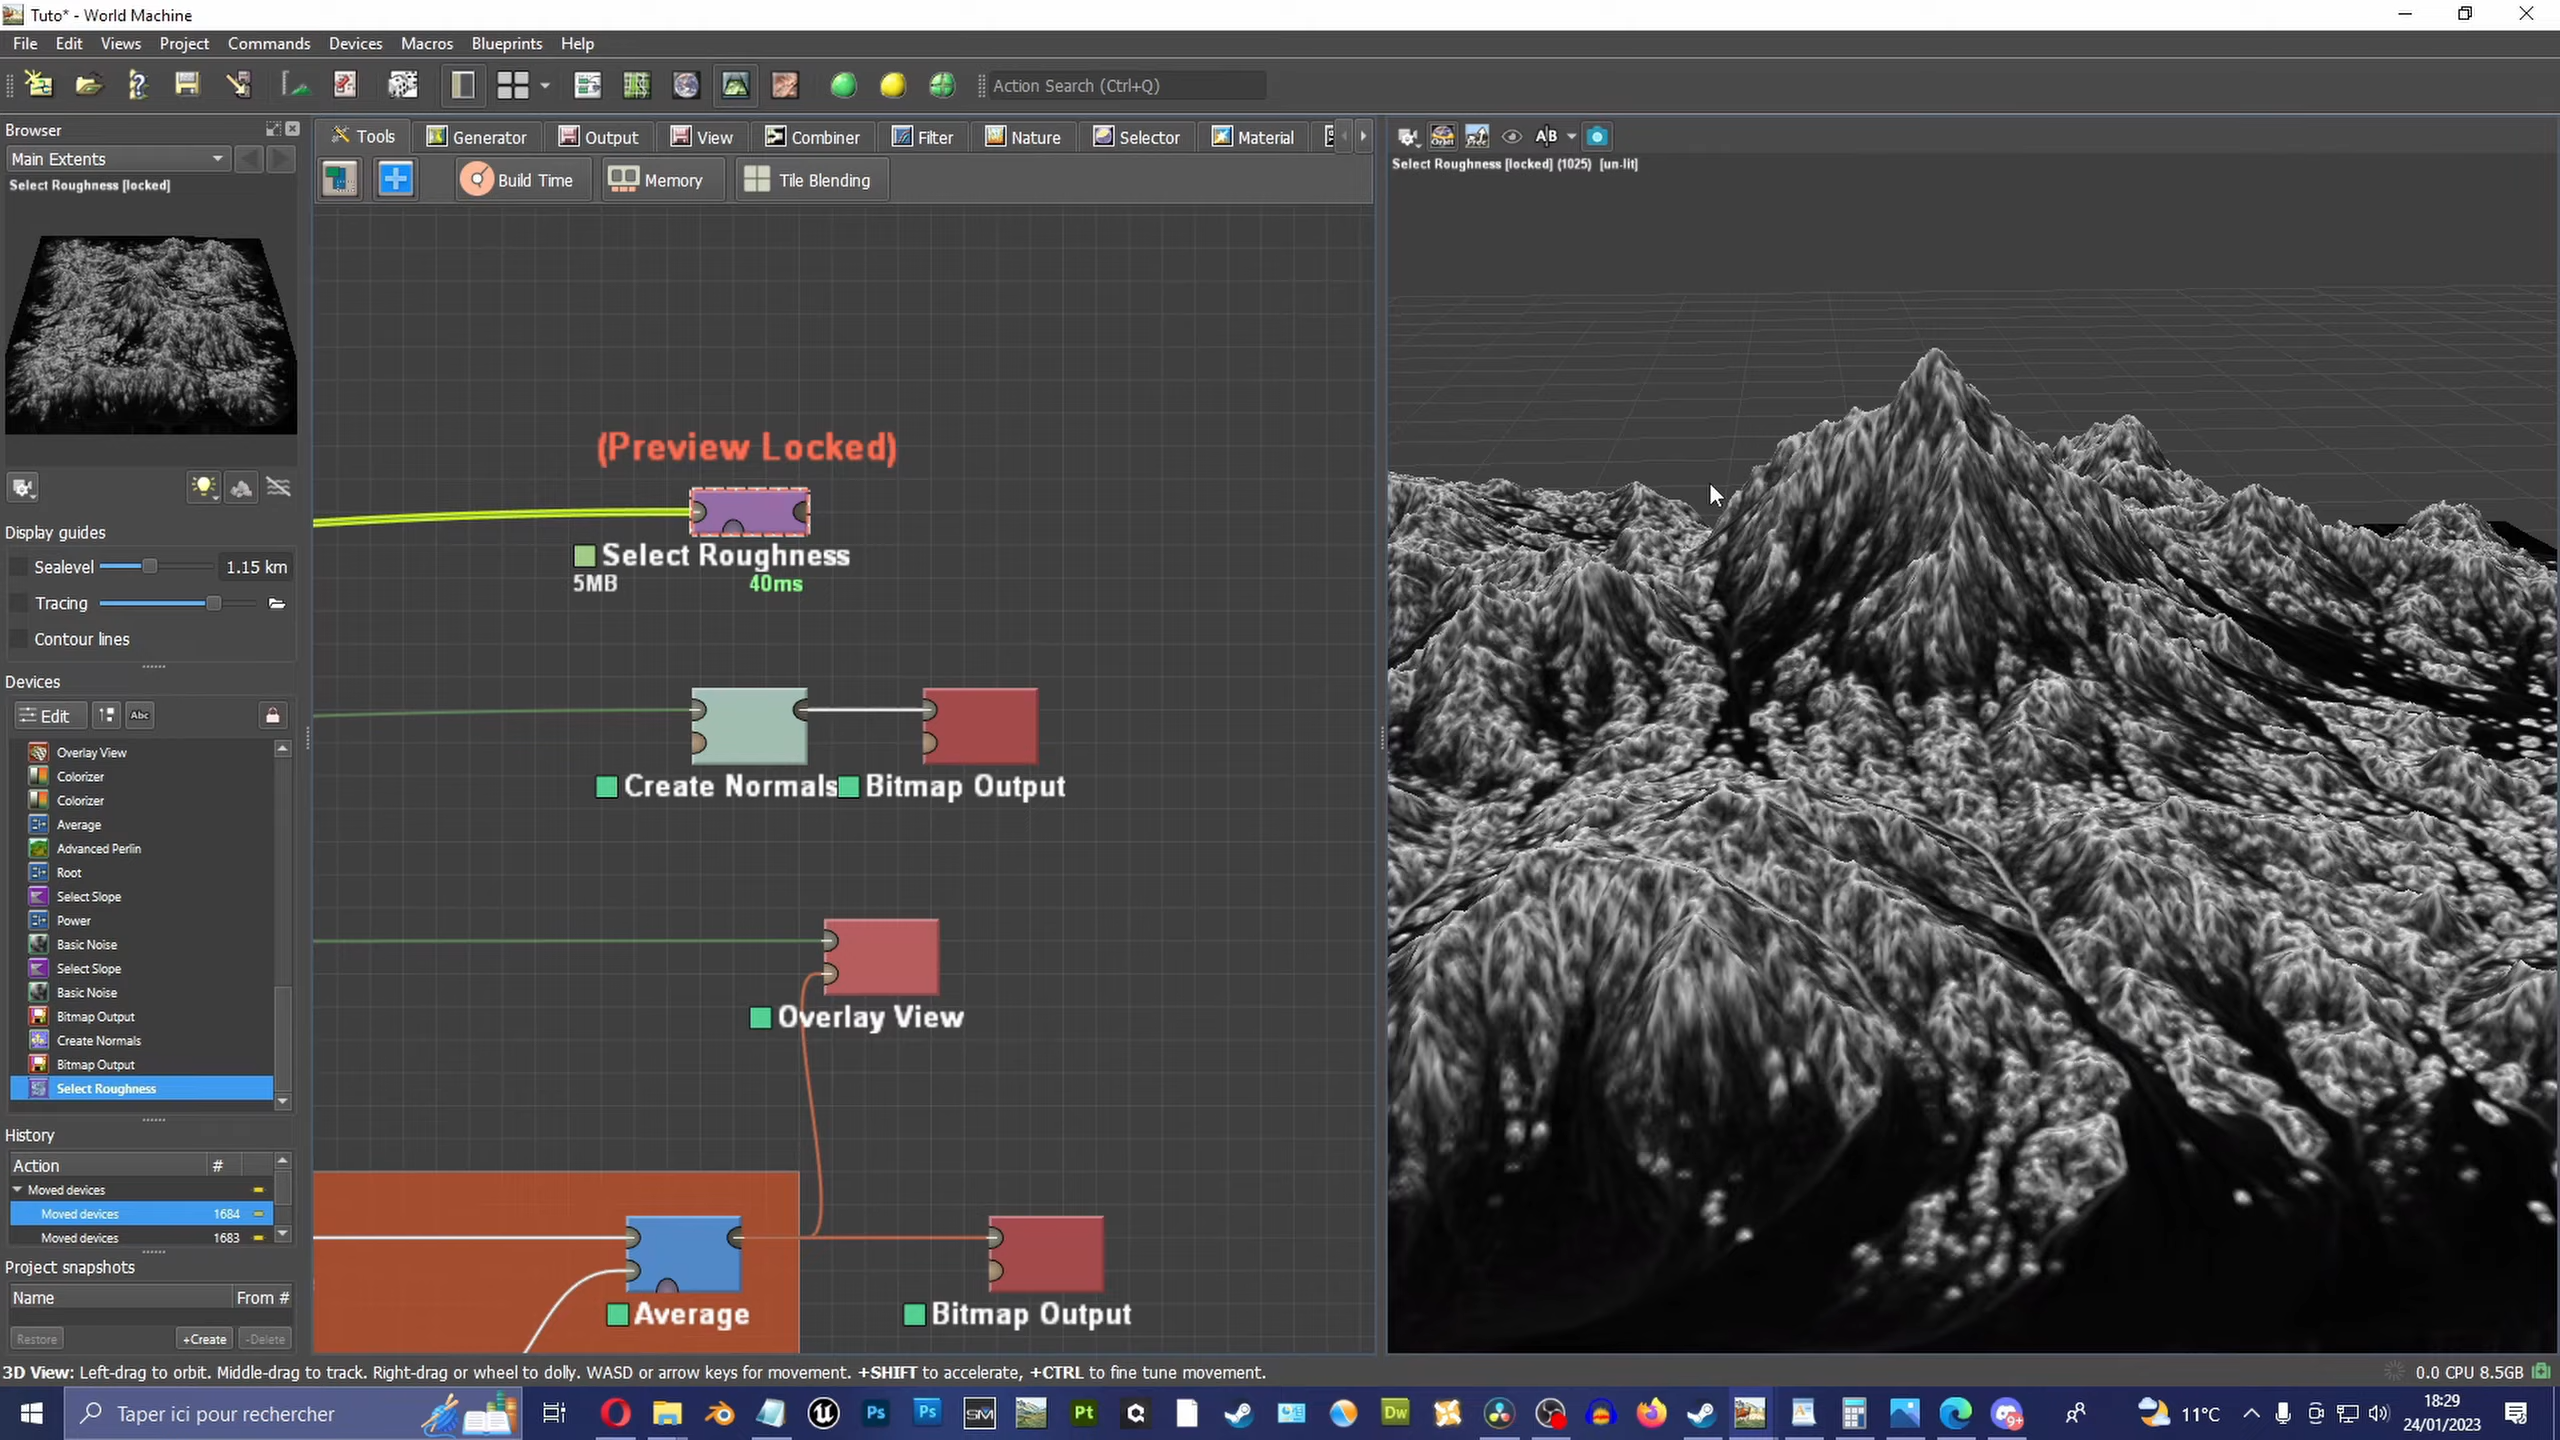 Tuto* - World Machine
File Edit Views Project Commands Devices Macros Blueprints Help
Action Search (Ctrl+Q)
Browser
Main Extents
Select Roughness [locked]
Tools Generator Output View Combiner Filter Nature Selector Material
Build Time Memory Tile Blending
A|B
Select Roughness [locked] (1025) [un-lit]
(Preview Locked)
Select Roughness
5MB 40ms
Create Normals
Bitmap Output
Overlay View
Average
Bitmap Output
Display guides
Sealevel 1.15 km
Tracing
Contour lines
Devices
Edit Abc
Overlay View
Colorizer
Colorizer
Average
Advanced Perlin
Root
Select Slope
Power
Basic Noise
Select Slope
Basic Noise
Bitmap Output
Create Normals
Bitmap Output
Select Roughness
History
Action #
Moved devices
Moved devices 1684
Moved devices 1683
Project snapshots
Name From #
Restore +Create -Delete
3D View: Left-drag to orbit. Middle-drag to track. Right-drag or wheel to dolly. WASD or arrow keys for movement. +SHIFT to accelerate, +CTRL to fine tune movement.
0.0 CPU 8.5GB
Taper ici pour rechercher
Ps Ps SM Pt Dw
9+
11°C
18:29
24/01/2023